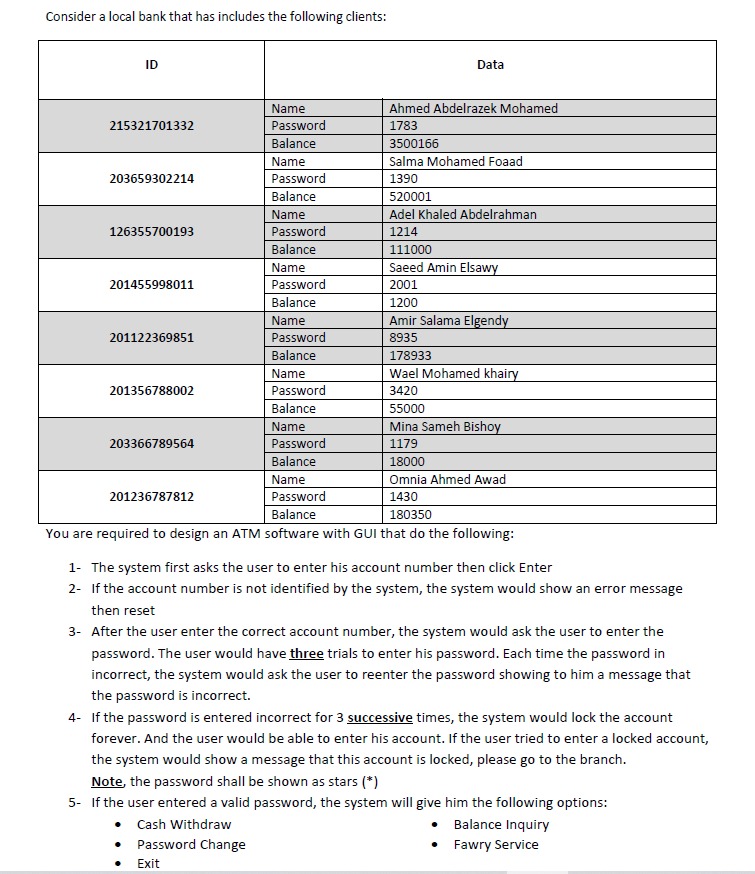 Consider a local bank that has includes the following clients:
ID Data
215321701332
Name Ahmed Abdelrazek Mohamed
Password 1783
Balance 3500166
203659302214
Name Salma Mohamed Foaad
Password 1390
Balance 520001
126355700193
Name Adel Khaled Abdelrahman
Password 1214
Balance 111000
201455998011
Name Saeed Amin Elsawy
Password 2001
Balance 1200
201122369851
Name Amir Salama Elgendy
Password 8935
Balance 178933
201356788002
Name Wael Mohamed khairy
Password 3420
Balance 55000
203366789564
Name Mina Sameh Bishoy
Password 1179
Balance 18000
201236787812
Name Omnia Ahmed Awad
Password 1430
Balance 180350
You are required to design an ATM software with GUI that do the following:
1- The system first asks the user to enter his account number then click Enter
2- If the account number is not identified by the system, the system would show an error message
then reset
3- After the user enter the correct account number, the system would ask the user to enter the
password. The user would have three trials to enter his password. Each time the password in
incorrect, the system would ask the user to reenter the password showing to him a message that
the password is incorrect.
4- If the password is entered incorrect for 3 successive times, the system would lock the account
forever. And the user would be able to enter his account. If the user tried to enter a locked account,
the system would show a message that this account is locked, please go to the branch.
Note, the password shall be shown as stars (*)
5- If the user entered a valid password, the system will give him the following options:
• Cash Withdraw • Balance Inquiry
• Password Change • Fawry Service
• Exit